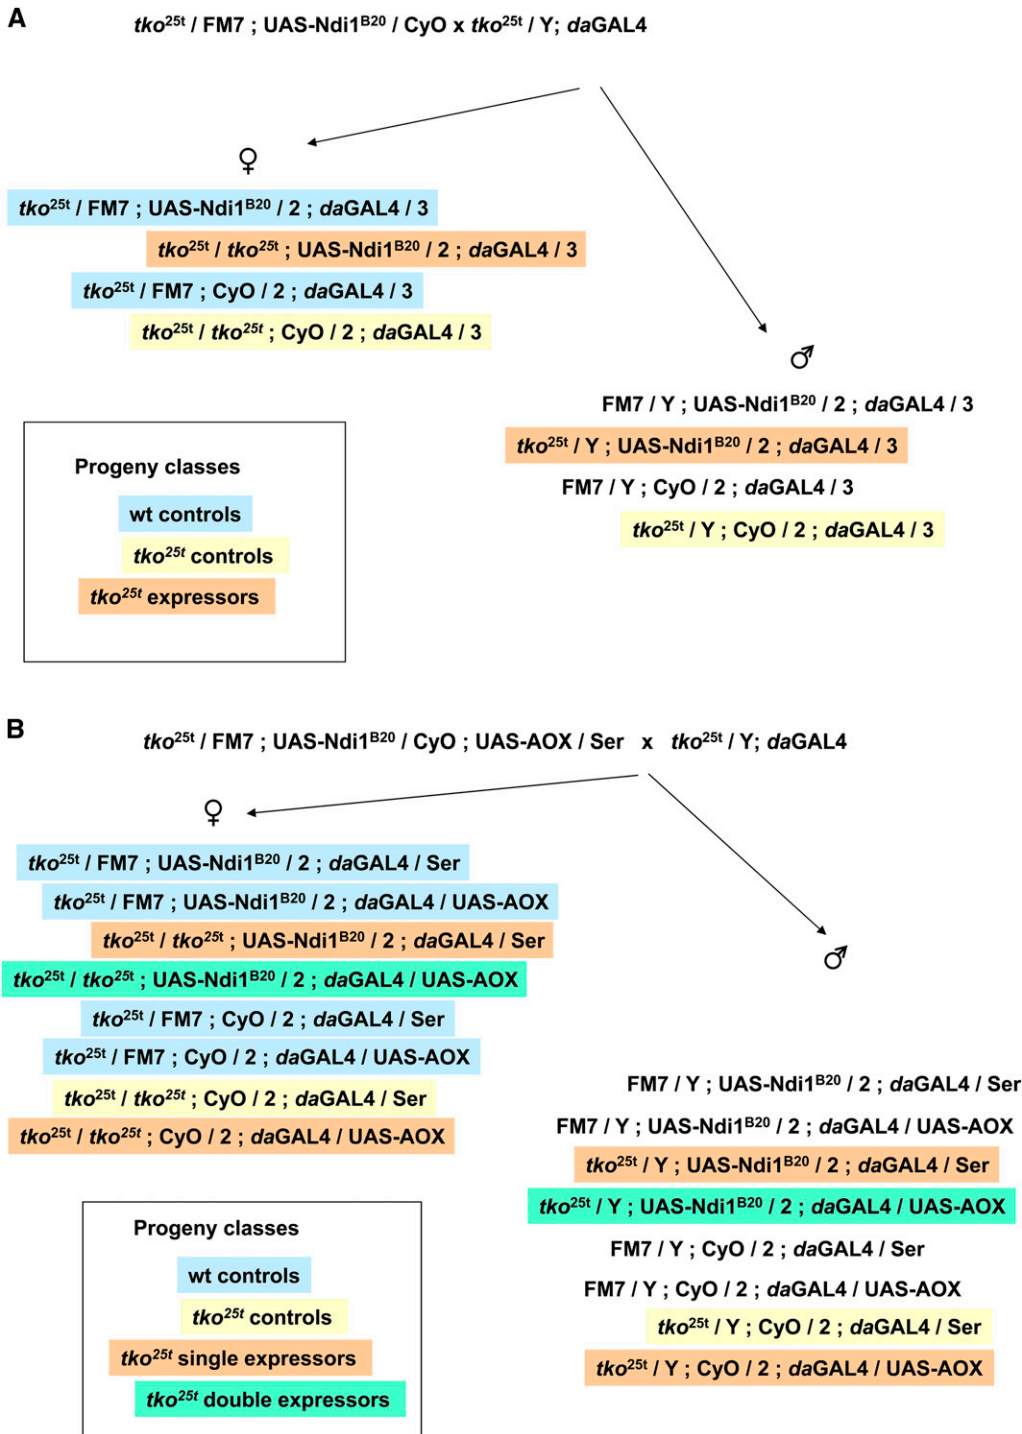 A
tko²⁵ᵗ / FM7 ; UAS-Ndi1ᴮ²⁰ / CyO x tko²⁵ᵗ / Y; daGAL4
♀
tko²⁵ᵗ / FM7 ; UAS-Ndi1ᴮ²⁰ / 2 ; daGAL4 / 3
tko²⁵ᵗ / tko²⁵ᵗ ; UAS-Ndi1ᴮ²⁰ / 2 ; daGAL4 / 3
tko²⁵ᵗ / FM7 ; CyO / 2 ; daGAL4 / 3
tko²⁵ᵗ / tko²⁵ᵗ ; CyO / 2 ; daGAL4 / 3
♂
FM7 / Y ; UAS-Ndi1ᴮ²⁰ / 2 ; daGAL4 / 3
tko²⁵ᵗ / Y ; UAS-Ndi1ᴮ²⁰ / 2 ; daGAL4 / 3
FM7 / Y ; CyO / 2 ; daGAL4 / 3
tko²⁵ᵗ / Y ; CyO / 2 ; daGAL4 / 3
Progeny classes
wt controls
tko²⁵ᵗ controls
tko²⁵ᵗ expressors
B
tko²⁵ᵗ / FM7 ; UAS-Ndi1ᴮ²⁰ / CyO ; UAS-AOX / Ser x tko²⁵ᵗ / Y; daGAL4
♀
tko²⁵ᵗ / FM7 ; UAS-Ndi1ᴮ²⁰ / 2 ; daGAL4 / Ser
tko²⁵ᵗ / FM7 ; UAS-Ndi1ᴮ²⁰ / 2 ; daGAL4 / UAS-AOX
tko²⁵ᵗ / tko²⁵ᵗ ; UAS-Ndi1ᴮ²⁰ / 2 ; daGAL4 / Ser
tko²⁵ᵗ / tko²⁵ᵗ ; UAS-Ndi1ᴮ²⁰ / 2 ; daGAL4 / UAS-AOX
tko²⁵ᵗ / FM7 ; CyO / 2 ; daGAL4 / Ser
tko²⁵ᵗ / FM7 ; CyO / 2 ; daGAL4 / UAS-AOX
tko²⁵ᵗ / tko²⁵ᵗ ; CyO / 2 ; daGAL4 / Ser
tko²⁵ᵗ / tko²⁵ᵗ ; CyO / 2 ; daGAL4 / UAS-AOX
♂
FM7 / Y ; UAS-Ndi1ᴮ²⁰ / 2 ; daGAL4 / Ser
FM7 / Y ; UAS-Ndi1ᴮ²⁰ / 2 ; daGAL4 / UAS-AOX
tko²⁵ᵗ / Y ; UAS-Ndi1ᴮ²⁰ / 2 ; daGAL4 / Ser
tko²⁵ᵗ / Y ; UAS-Ndi1ᴮ²⁰ / 2 ; daGAL4 / UAS-AOX
FM7 / Y ; CyO / 2 ; daGAL4 / Ser
FM7 / Y ; CyO / 2 ; daGAL4 / UAS-AOX
tko²⁵ᵗ / Y ; CyO / 2 ; daGAL4 / Ser
tko²⁵ᵗ / Y ; CyO / 2 ; daGAL4 / UAS-AOX
Progeny classes
wt controls
tko²⁵ᵗ controls
tko²⁵ᵗ single expressors
tko²⁵ᵗ double expressors